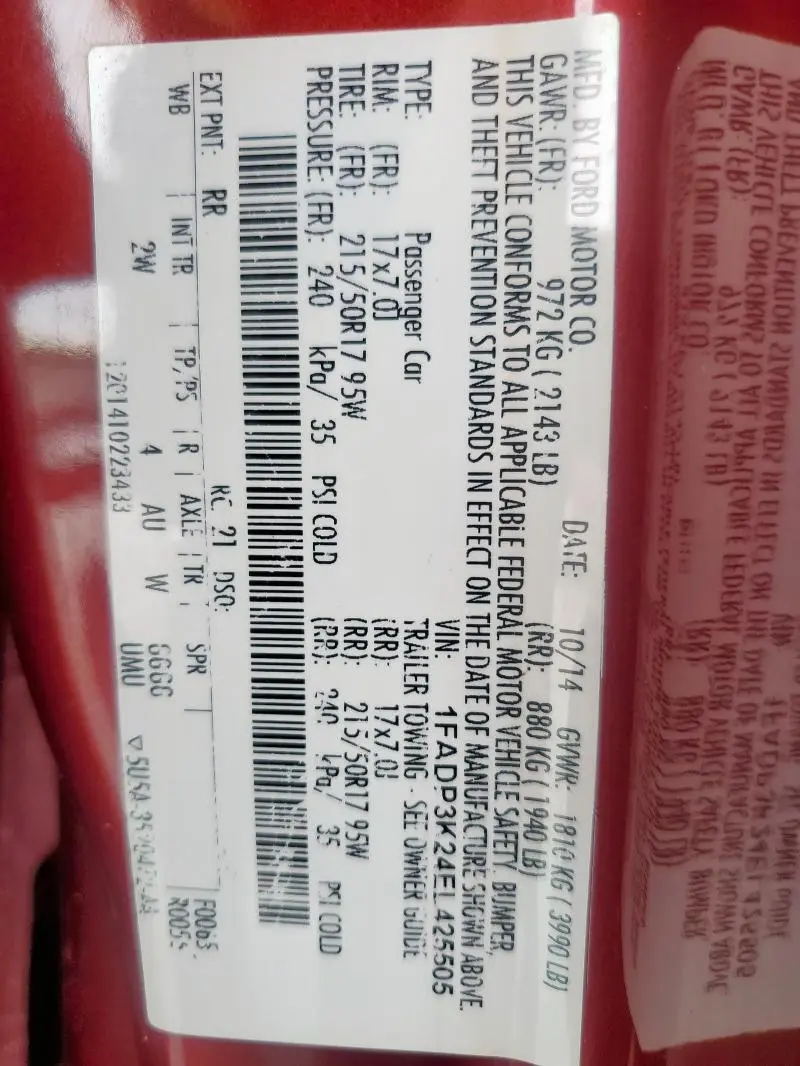 MFD. BY FORD MOTOR CO.
DATE: 10/14 GVWR: 1810 KG ( 3990 LB)
GAWR: (FR): 972 KG ( 2143 LB) (RR): 880 KG ( 1940 LB)
THIS VEHICLE CONFORMS TO ALL APPLICABLE FEDERAL MOTOR VEHICLE SAFETY, BUMPER,
AND THEFT PREVENTION STANDARDS IN EFFECT ON THE DATE OF MANUFACTURE SHOWN ABOVE.
VIN: 1FADP3K24EL425505
TYPE: Passenger Car TRAILER TOWING - SEE OWNER GUIDE
RIM: (FR): 17x7.0J (RR): 17x7.0J
TIRE: (FR): 215/50R17 95W (RR): 215/50R17 95W
PRESSURE: (FR): 240 kPa/ 35 PSI COLD (RR): 240 kPa/ 35 PSI COLD
EXT PNT: RR RC: 21 DSO: F0065
WB INT TR TP/PS R AXLE TR SPR
2W 4 AU W GGGG
UMU
1201410223433